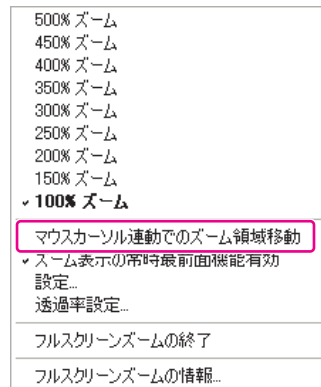 500% ズーム
450% ズーム
400% ズーム
350% ズーム
300% ズーム
250% ズーム
200% ズーム
150% ズーム
100% ズーム
マウスカーソル連動でのズーム領域移動
ズーム表示の常時最前面機能有効
設定...
透過率設定...
フルスクリーンズームの終了
フルスクリーンズームの情報...